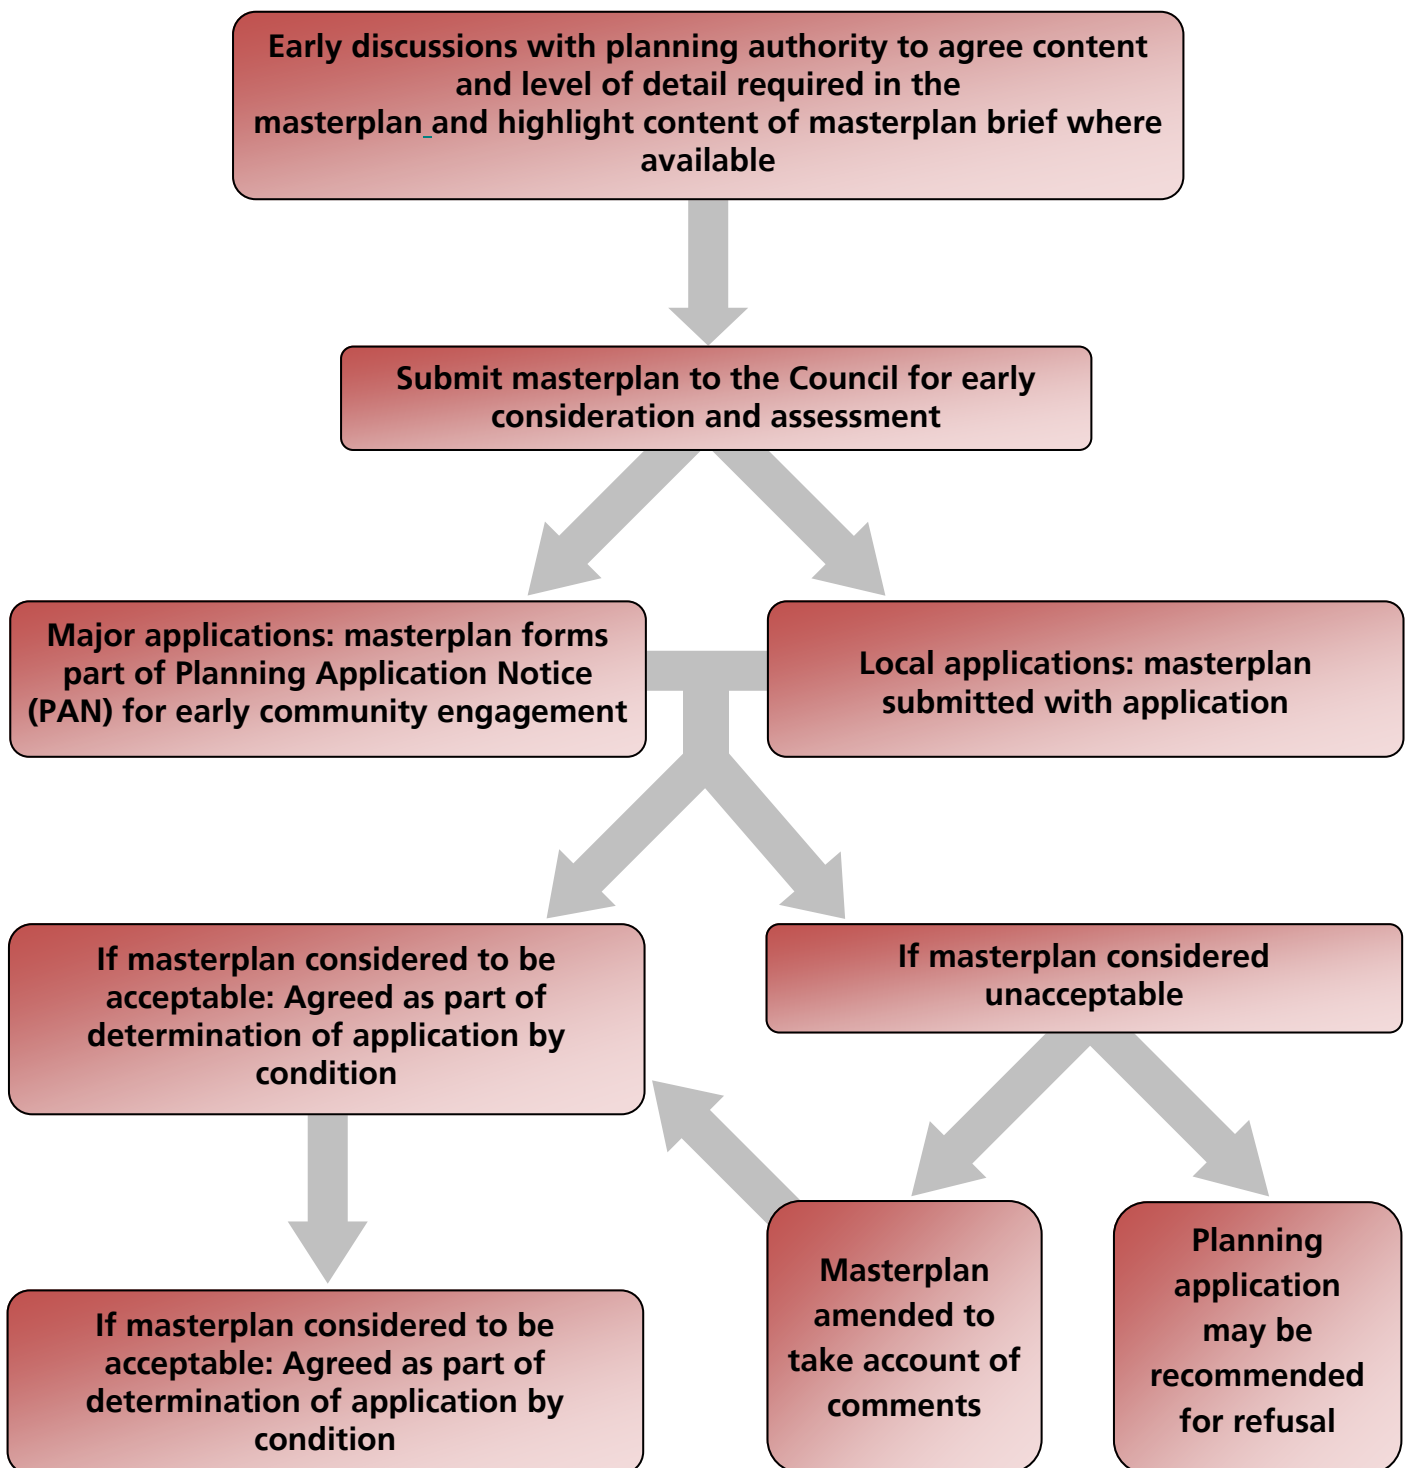 Early discussions with planning authority to agree content
and level of detail required in the
masterplan and highlight content of masterplan brief where
available
Submit masterplan to the Council for early
consideration and assessment
Major applications: masterplan forms
part of Planning Application Notice
(PAN) for early community engagement
Local applications: masterplan
submitted with application
If masterplan considered to be
acceptable: Agreed as part of
determination of application by
condition
If masterplan considered
unacceptable
If masterplan considered to be
acceptable: Agreed as part of
determination of application by
condition
Masterplan
amended to
take account of
comments
Planning
application
may be
recommended
for refusal